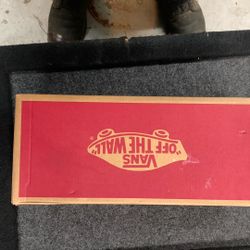 VANS
"OFF THE WALL"